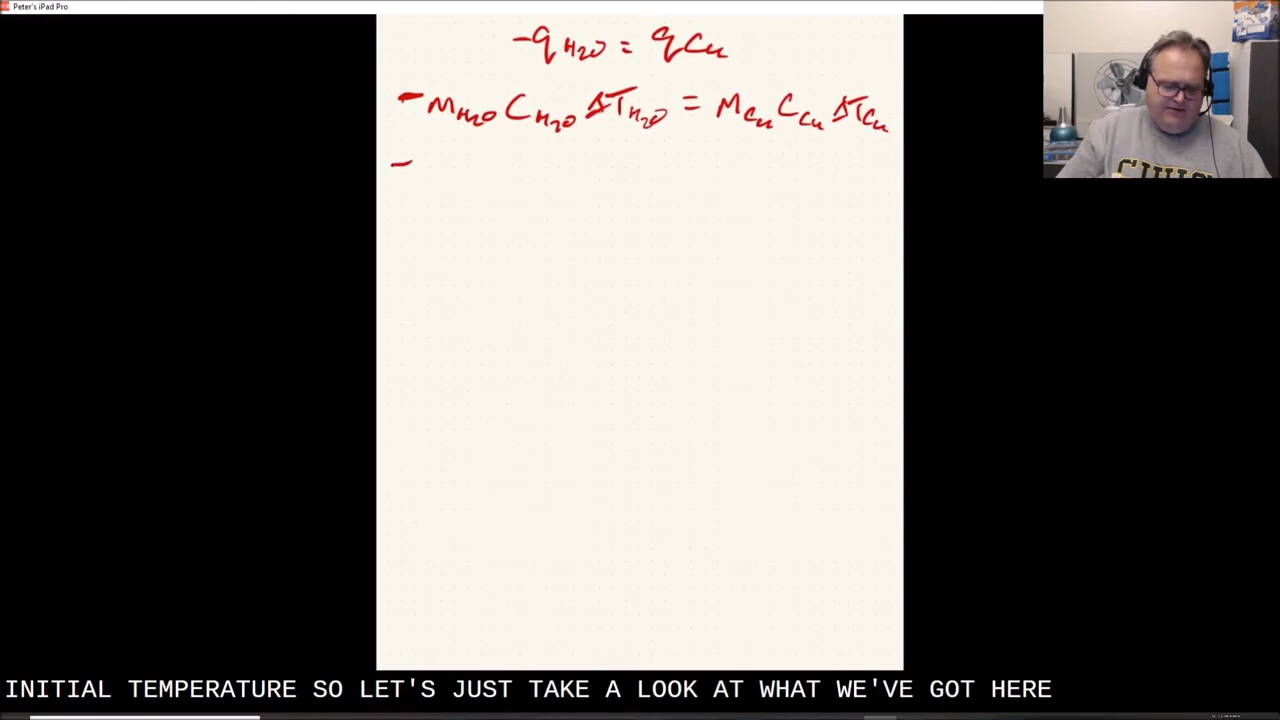 Peter's iPad Pro
-q H2O = q Cu
-M H2O C H2O ΔT H2O = M Cu C Cu ΔT Cu
-
INITIAL TEMPERATURE SO LET'S JUST TAKE A LOOK AT WHAT WE'VE GOT HERE